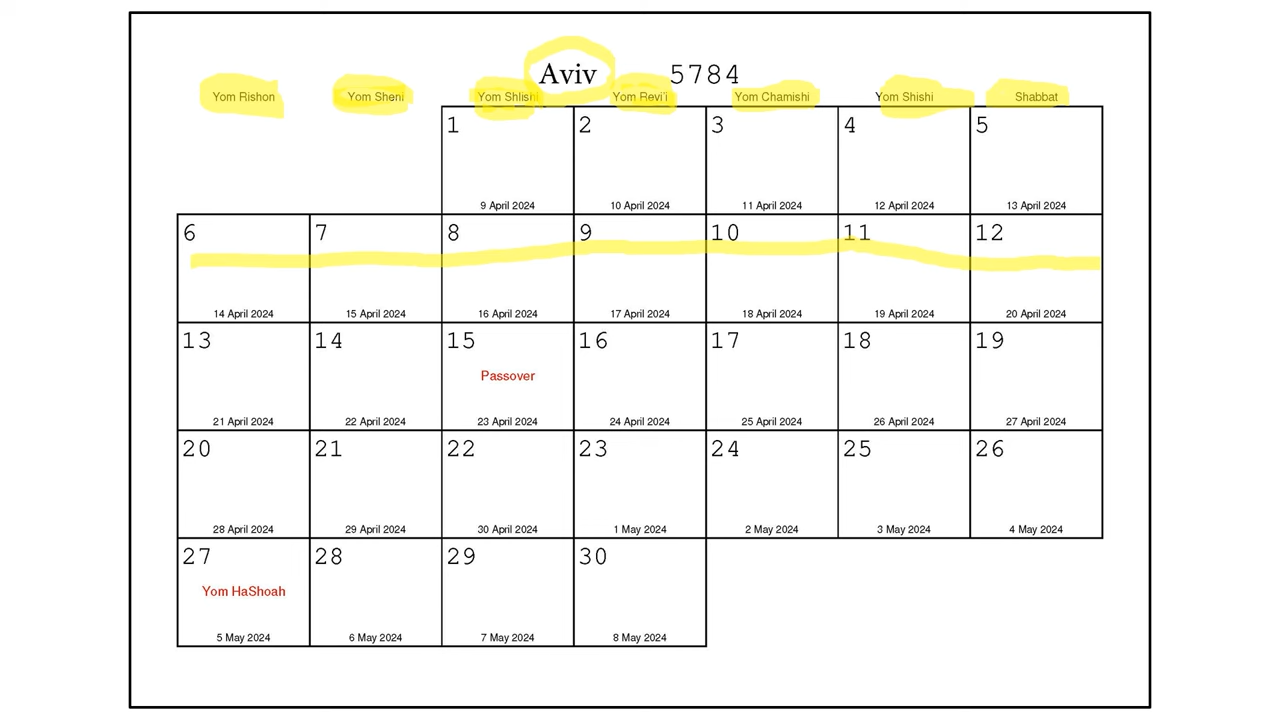 Aviv 5784
Yom Rishon Yom Sheni Yom Shlishi Yom Revi'i Yom Chamishi Yom Shishi Shabbat
1 2 3 4 5
9 April 2024 10 April 2024 11 April 2024 12 April 2024 13 April 2024
6 7 8 9 10 11 12
14 April 2024 15 April 2024 16 April 2024 17 April 2024 18 April 2024 19 April 2024 20 April 2024
13 14 15 16 17 18 19
Passover
21 April 2024 22 April 2024 23 April 2024 24 April 2024 25 April 2024 26 April 2024 27 April 2024
20 21 22 23 24 25 26
28 April 2024 29 April 2024 30 April 2024 1 May 2024 2 May 2024 3 May 2024 4 May 2024
27 28 29 30
Yom HaShoah
5 May 2024 6 May 2024 7 May 2024 8 May 2024